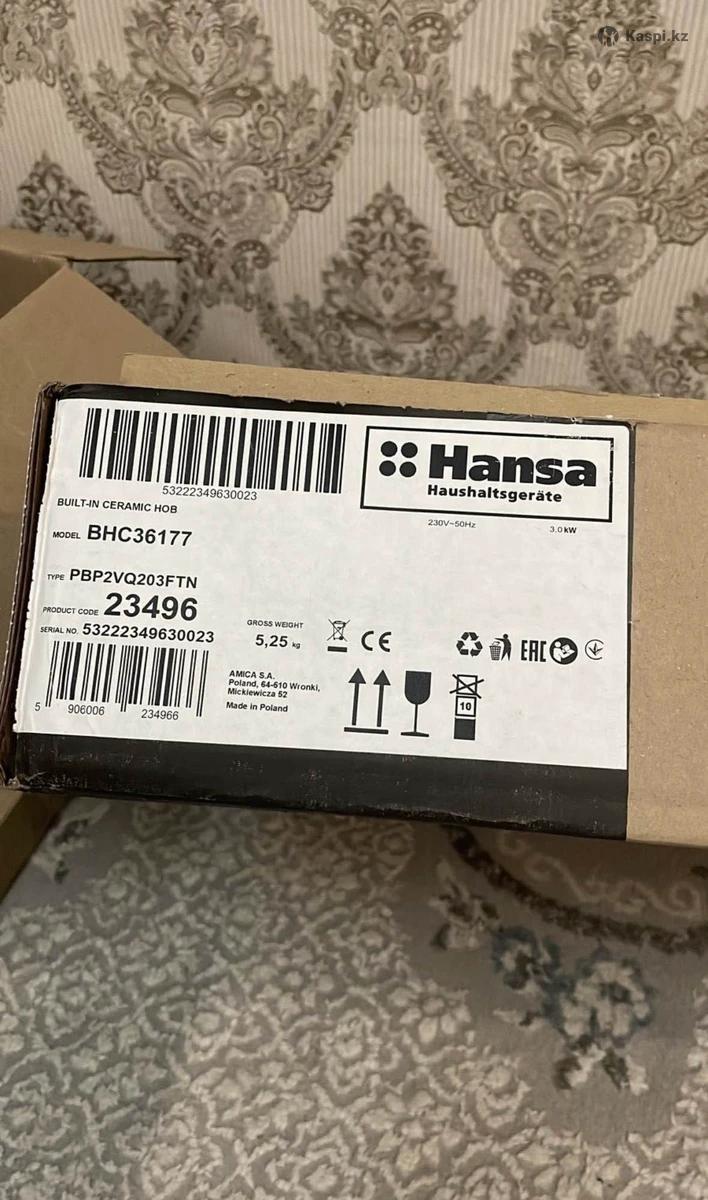 Kaspi.kz
53222349630023
Hansa
Haushaltsgeräte
230V~50Hz
3.0 kW
BUILT-IN CERAMIC HOB
MODEL BHC36177
TYPE PBP2VQ203FTN
PRODUCT CODE 23496
SERIAL NO. 53222349630023
GROSS WEIGHT
5,25 kg
CE
EAC
5 906006 234966
AMICA S.A.
Poland, 64-610 Wronki,
Mickiewicza 52
Made in Poland
10